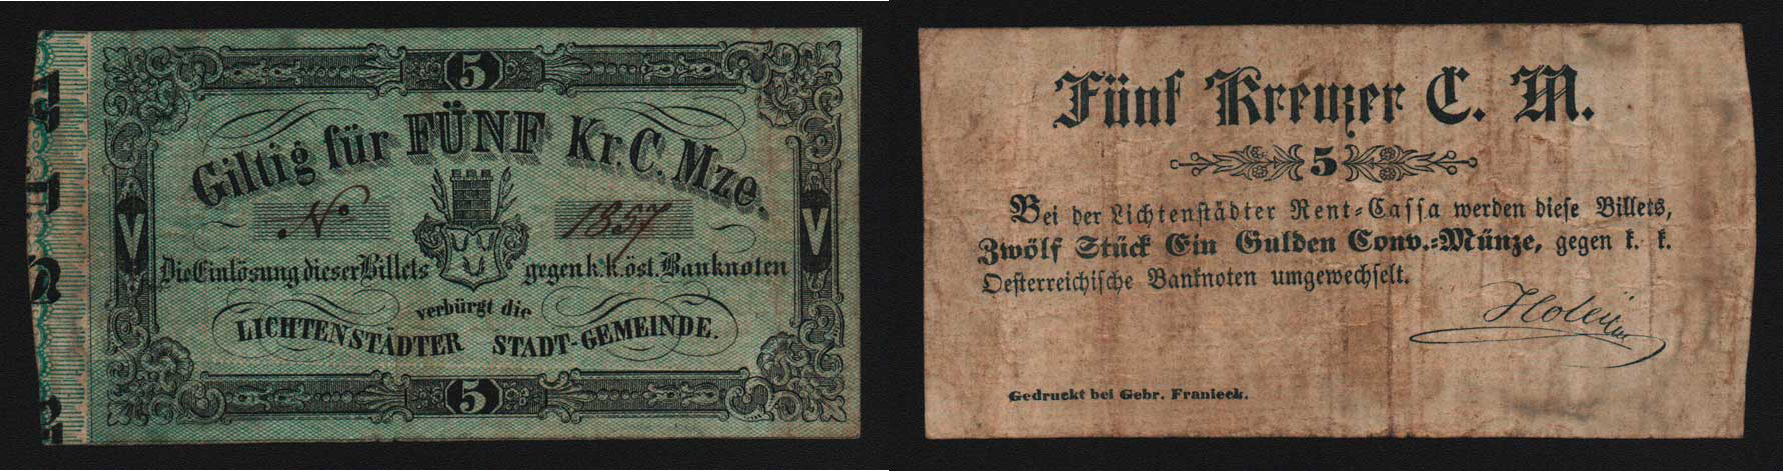 5
Giltig für FÜNF Kr. C. Mze.
No 1857
V V
Die Einlösung dieser Billets gegen k. k. öst. Banknoten
verbürgt die
LICHTENSTÄDTER STADT-GEMEINDE.
5
Fünf Kreuzer C. M.
5
Bei der Lichtenstädter Rent-Cassa werden diese Billets,
Zwölf Stück Ein Gulden Conv.-Münze, gegen k. k.
Oesterreichische Banknoten umgewechselt.
Gedruckt bei Gebr. Franieck.